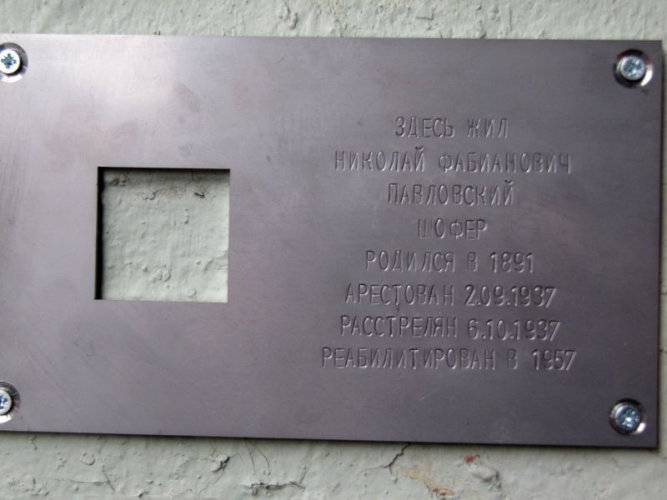 ЗДЕСЬ ЖИЛ
НИКОЛАЙ ФАБИАНОВИЧ
ПАВЛОВСКИЙ
ШОФЕР
РОДИЛСЯ В 1891
АРЕСТОВАН 2.09.1937
РАССТРЕЛЯН 6.10.1937
РЕАБИЛИТИРОВАН В 1957